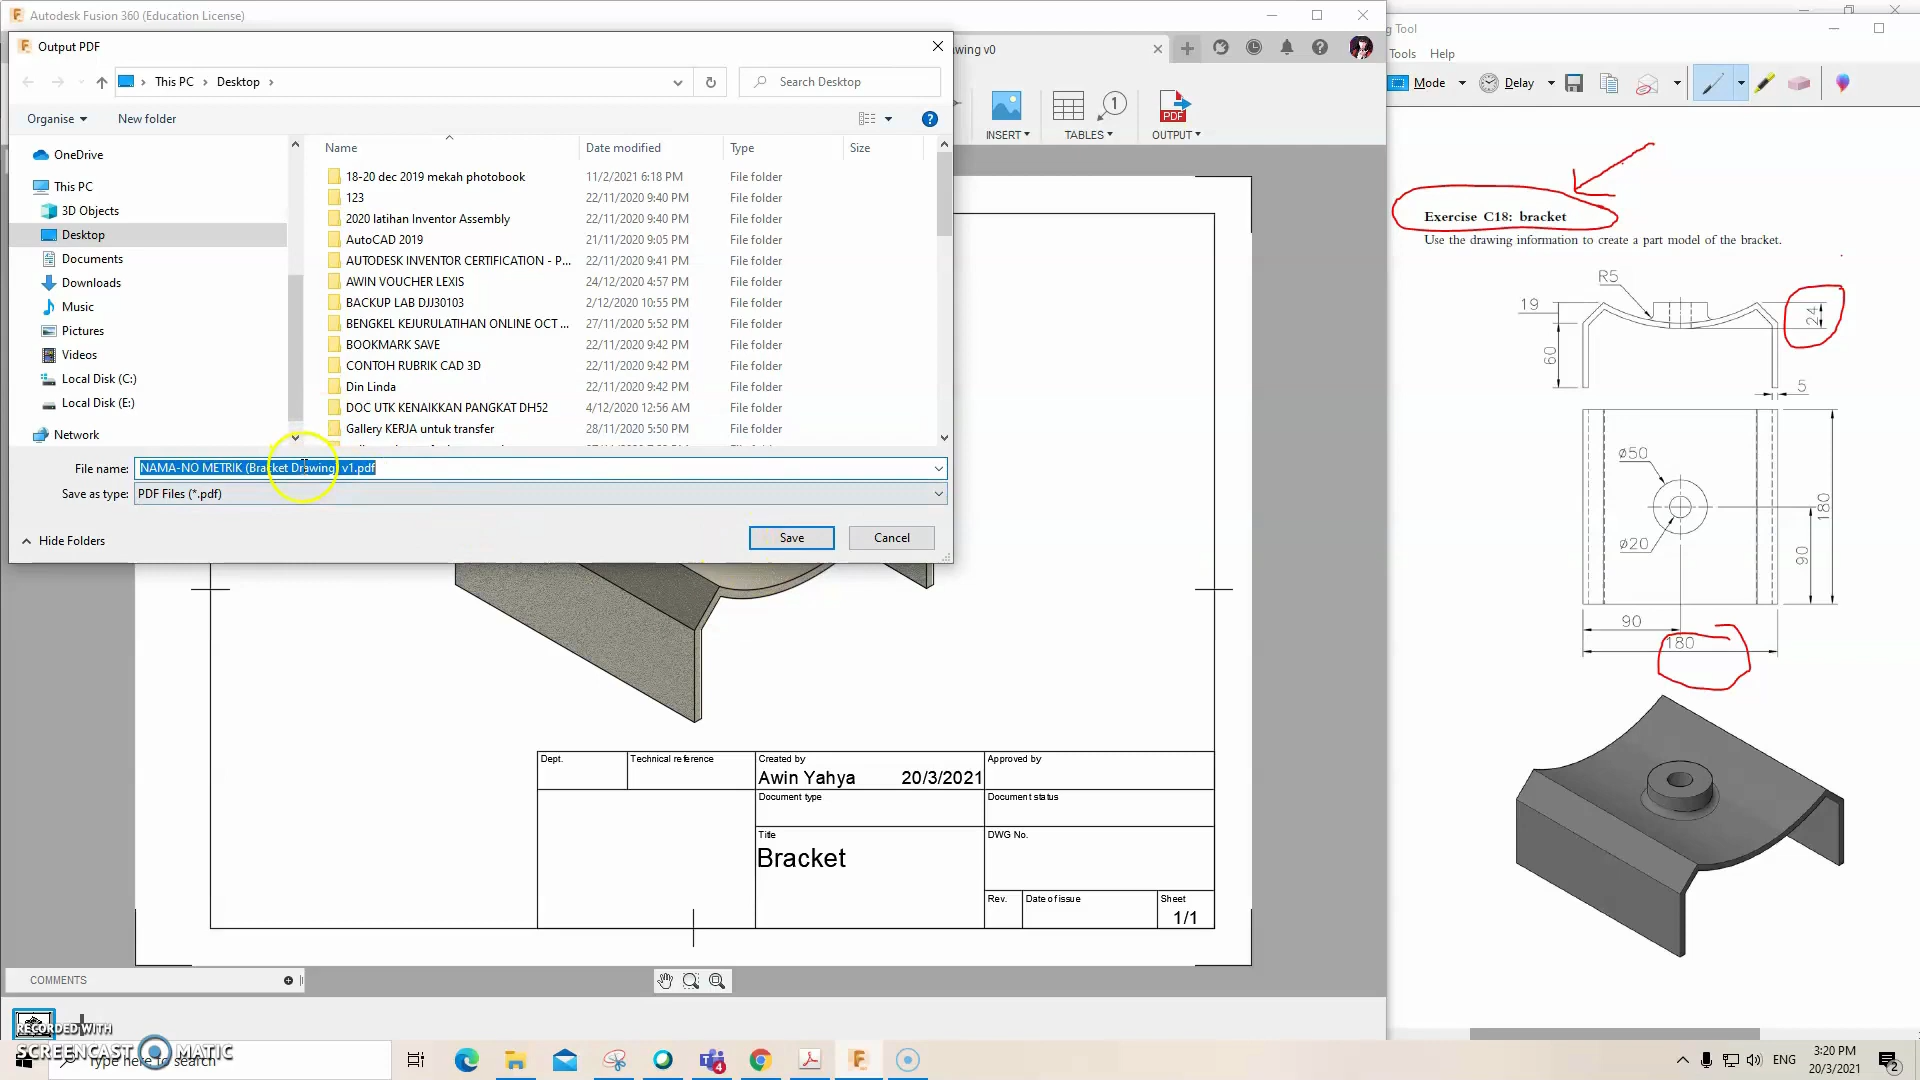 Autodesk Fusion 360 (Education License)
Output PDF
This PC
Desktop
Search Desktop
Organise
New folder
OneDrive
This PC
3D Objects
Desktop
Documents
Downloads
Music
Pictures
Videos
Local Disk (C:)
Local Disk (E:)
Network
Name Date modified Type Size
18-20 dec 2019 mekah photobook 11/2/2021 6:18 PM File folder
123 22/11/2020 9:40 PM File folder
2020 latihan Inventor Assembly 22/11/2020 9:40 PM File folder
AutoCAD 2019 21/11/2020 9:05 PM File folder
AUTODESK INVENTOR CERTIFICATION - P... 22/11/2020 9:41 PM File folder
AWIN VOUCHER LEXIS 24/12/2020 4:57 PM File folder
BACKUP LAB DJJ30103 2/12/2020 10:55 PM File folder
BENGKEL KEJURULATIHAN ONLINE OCT ... 27/11/2020 5:52 PM File folder
BOOKMARK SAVE 22/11/2020 9:42 PM File folder
CONTOH RUBRIK CAD 3D 22/11/2020 9:42 PM File folder
Din Linda 22/11/2020 9:42 PM File folder
DOC UTK KENAIKKAN PANGKAT DH52 4/12/2020 12:56 AM File folder
Gallery KERJA untuk transfer 28/11/2020 5:50 PM File folder
File name: NAMA-NO METRIK (Bracket Drawing) v1.pdf
Save as type: PDF Files (*.pdf)
Hide Folders
Save
Cancel
awing v0
INSERT
TABLES
1
PDF
OUTPUT
Dept.
Technical reference
Created by
Awin Yahya 20/3/2021
Approved by
Document type
Document status
Title
Bracket
DWG No.
Rev.
Date of issue
Sheet
1/1
COMMENTS
g Tool
Tools Help
Mode
Delay
Exercise C18: bracket
Use the drawing information to create a part model of the bracket.
R5
19
24
60
5
ø50
180
ø20
90
90
180
RECORDED WITH
SCREENCAST MATIC
Type here to search
4
ENG
3:20 PM
20/3/2021
2